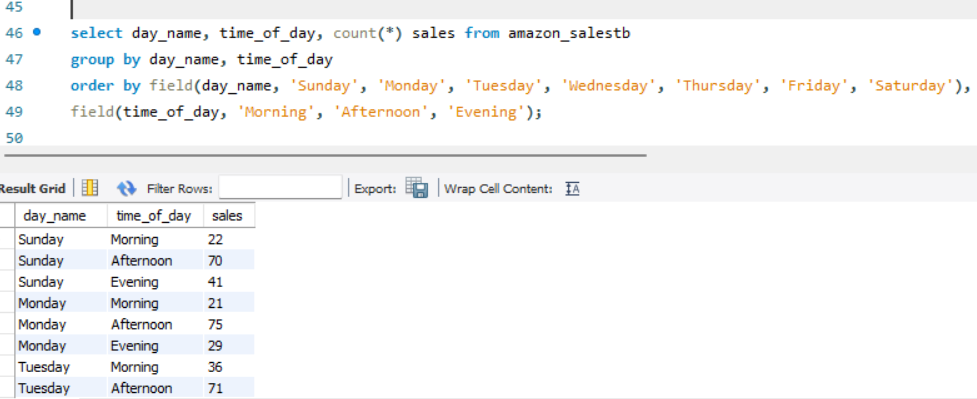 45
46 select day_name, time_of_day, count(*) sales from amazon_salestb
47 group by day_name, time_of_day
48 order by field(day_name, 'Sunday', 'Monday', 'Tuesday', 'Wednesday', 'Thursday', 'Friday', 'Saturday'),
49 field(time_of_day, 'Morning', 'Afternoon', 'Evening');
50
Result Grid Filter Rows: Export: Wrap Cell Content: IA
day_name time_of_day sales
Sunday Morning 22
Sunday Afternoon 70
Sunday Evening 41
Monday Morning 21
Monday Afternoon 75
Monday Evening 29
Tuesday Morning 36
Tuesday Afternoon 71